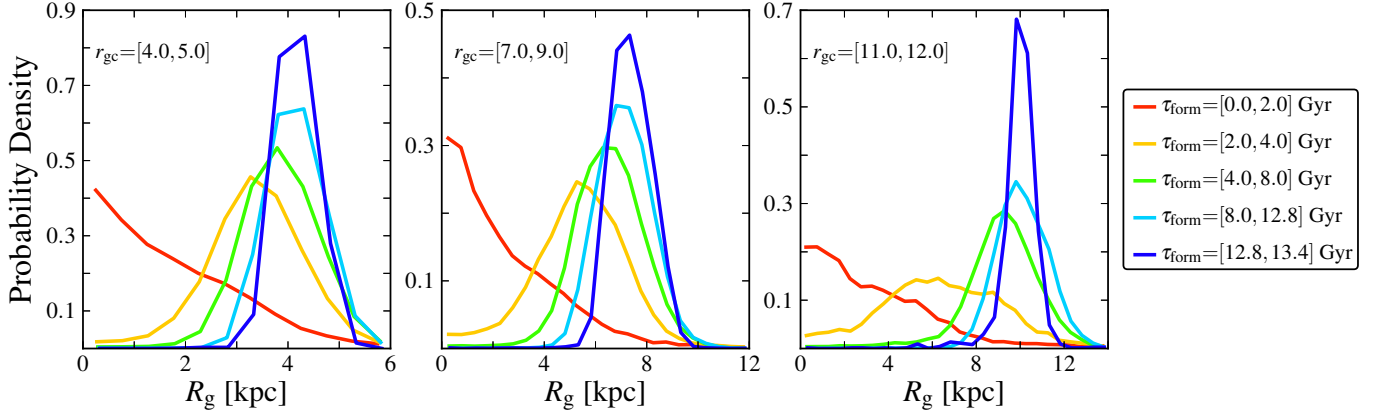 Probability Density
0.9
0.7
0.5
0.3
0.1
r_gc=[4.0,5.0]
0
2
4
6
R_g [kpc]
0.5
0.3
0.1
r_gc=[7.0,9.0]
0
4
8
12
R_g [kpc]
0.7
0.5
0.3
0.1
r_gc=[11.0,12.0]
0
4
8
12
R_g [kpc]
τ_form=[0.0,2.0] Gyr
τ_form=[2.0,4.0] Gyr
τ_form=[4.0,8.0] Gyr
τ_form=[8.0,12.8] Gyr
τ_form=[12.8,13.4] Gyr